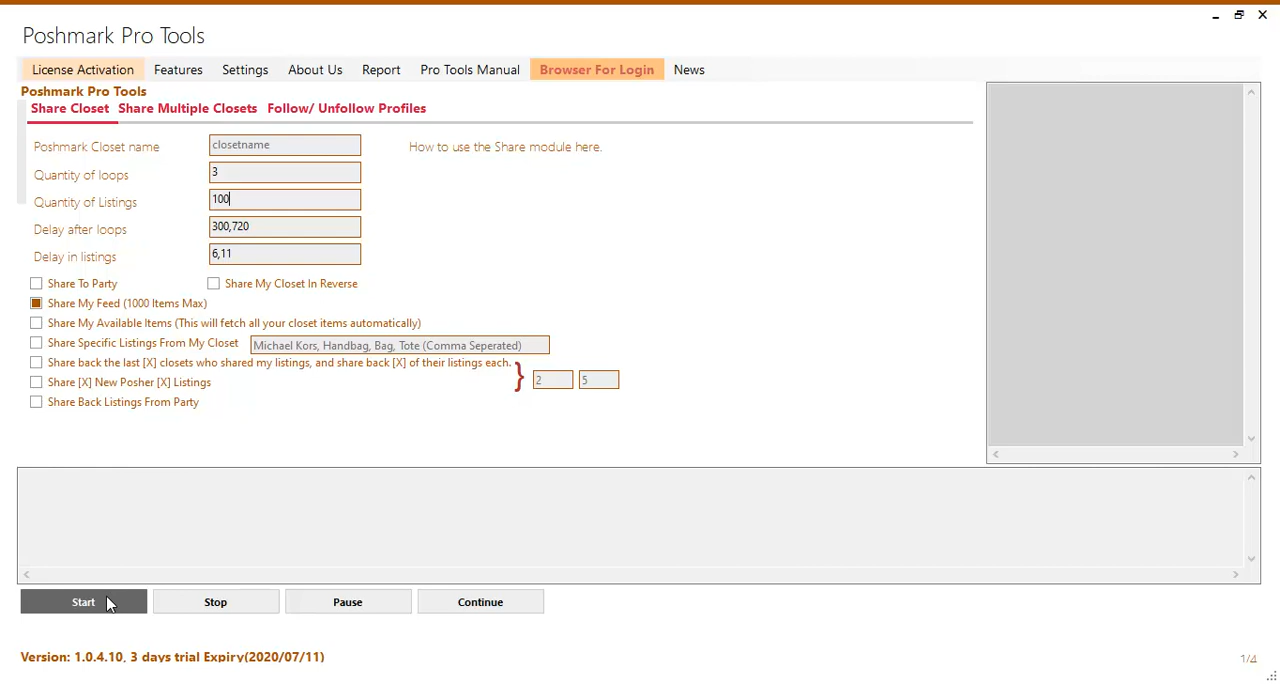 Poshmark Pro Tools
License Activation Features Settings About Us Report Pro Tools Manual Browser For Login News
Poshmark Pro Tools
Share Closet Share Multiple Closets Follow/ Unfollow Profiles
Poshmark Closet name closetname How to use the Share module here.
Quantity of loops 3
Quantity of Listings 100
Delay after loops 300,720
Delay in listings 6,11
Share To Party Share My Closet In Reverse
Share My Feed (1000 Items Max)
Share My Available Items (This will fetch all your closet items automatically)
Share Specific Listings From My Closet Michael Kors, Handbag, Bag, Tote (Comma Seperated)
Share back the last [X] closets who shared my listings, and share back [X] of their listings each.
} 2 5
Share [X] New Posher [X] Listings
Share Back Listings From Party
Start Stop Pause Continue
Version: 1.0.4.10, 3 days trial Expiry(2020/07/11) 1/4